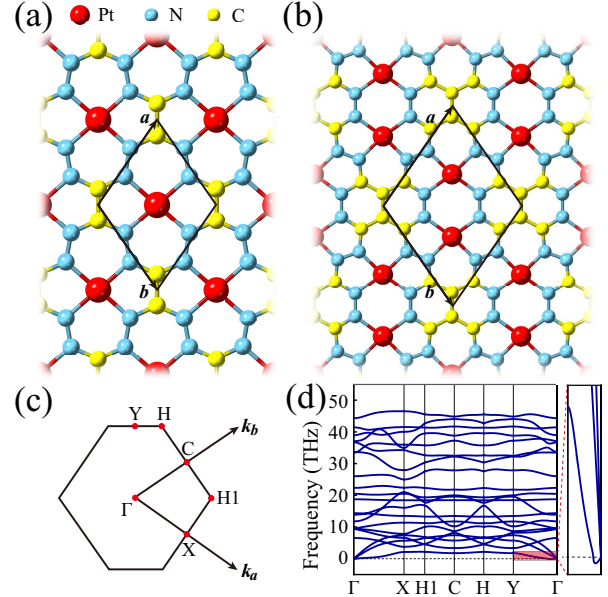 (a)
Pt
N
C
(b)
a
b
a
b
(c)
Y
H
k_b
C
Γ
H1
X
k_a
(d)
Frequency (THz)
50
40
30
20
10
0
Γ X H1 C H Y Γ